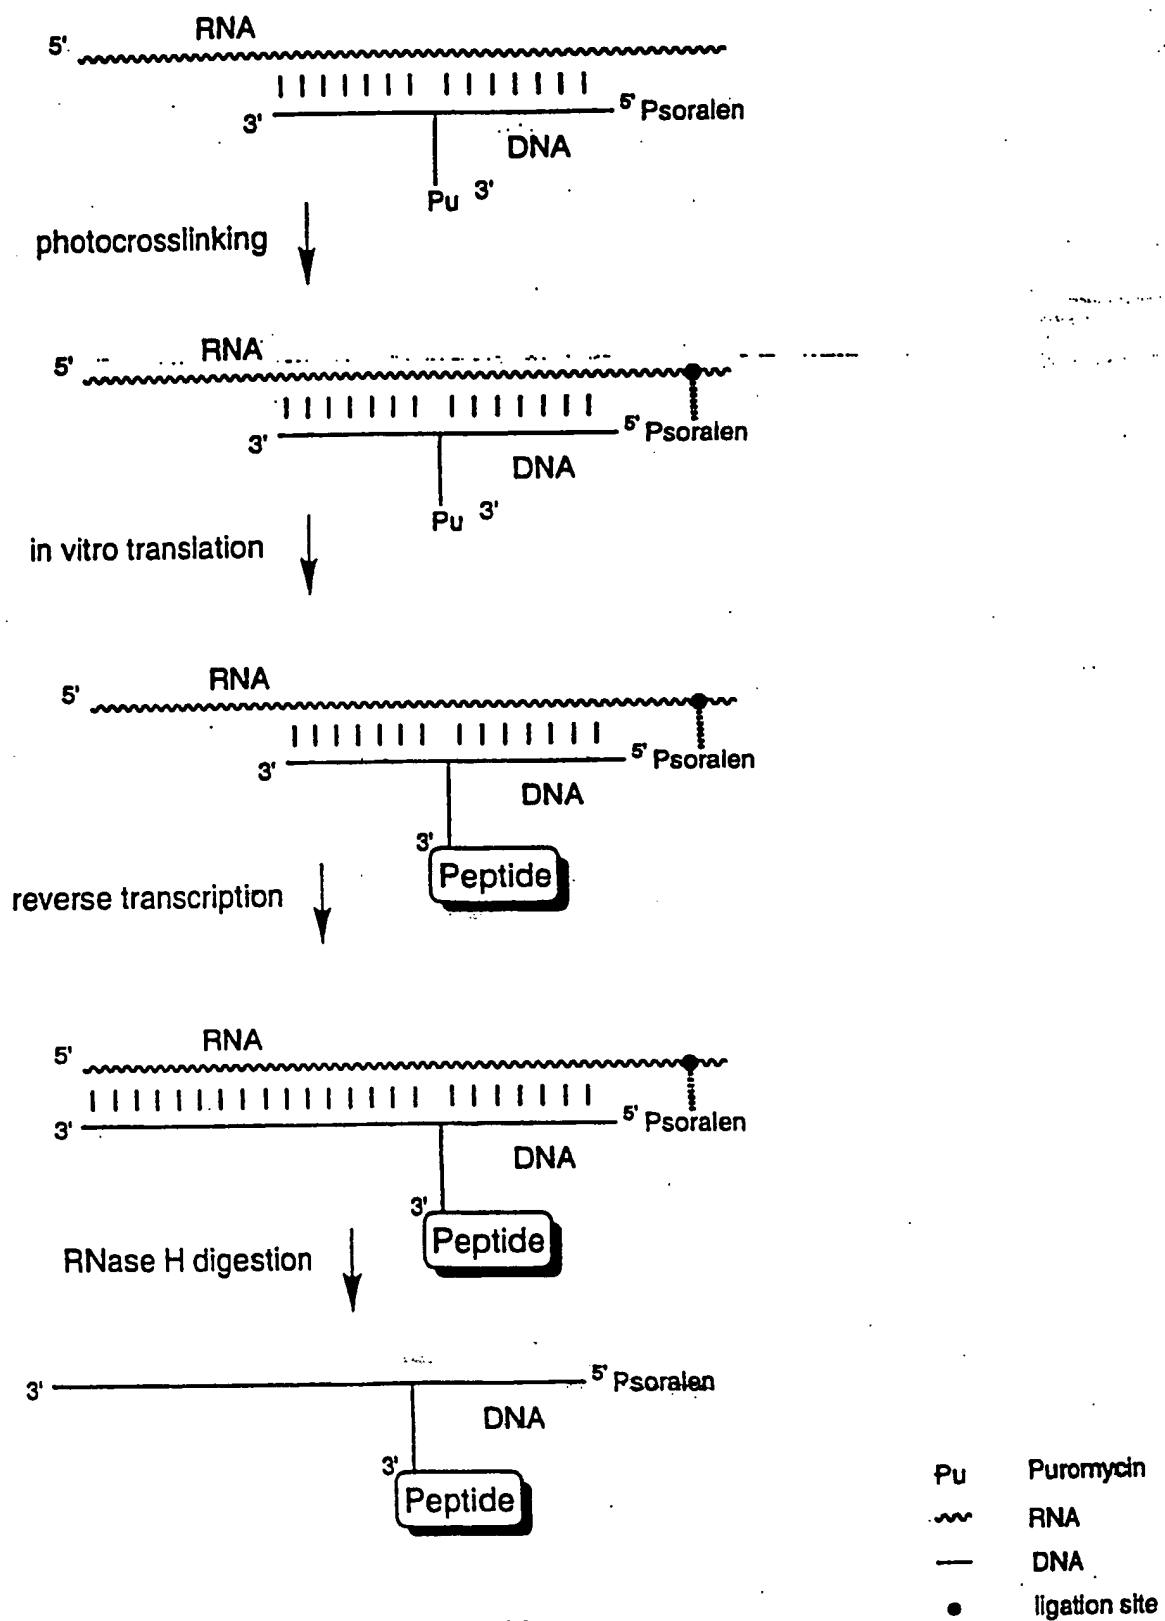 RNA
5'
3'
5' Psoralen
DNA
Pu 3'
photocrosslinking
RNA
5'
3'
5' Psoralen
DNA
Pu 3'
in vitro translation
RNA
5'
3'
5' Psoralen
DNA
3'
Peptide
reverse transcription
RNA
5'
3'
5' Psoralen
DNA
3'
Peptide
RNase H digestion
3'
5' Psoralen
DNA
3'
Peptide
Pu Puromycin
RNA
DNA
ligation site